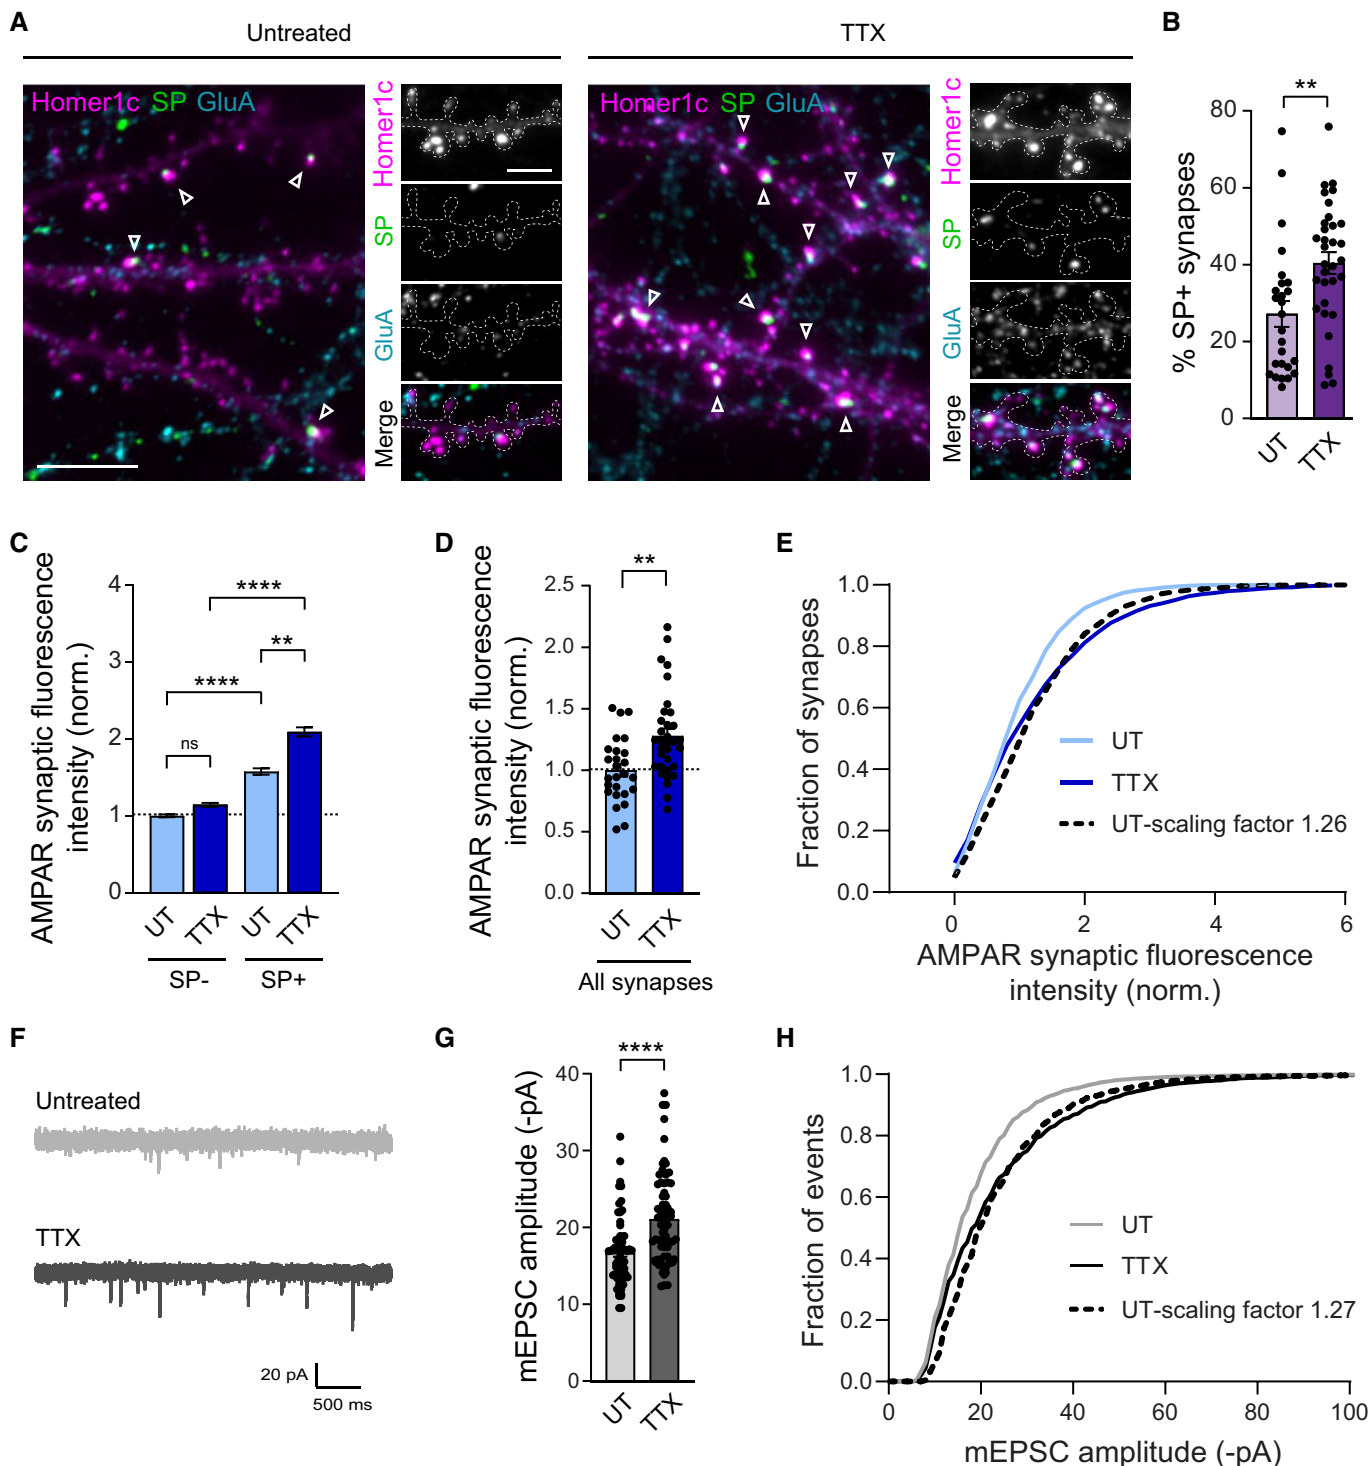 A
Untreated
TTX
Homer1c SP GluA
Homer1c
SP
GluA
Merge
Homer1c SP GluA
Homer1c
SP
GluA
Merge
B
**
% SP+ synapses
80
60
40
20
0
UT
TTX
C
AMPAR synaptic fluorescence
intensity (norm.)
4
3
2
1
0
****
**
****
ns
UT
TTX
UT
TTX
SP-
SP+
D
AMPAR synaptic fluorescence
intensity (norm.)
**
2.5
2.0
1.5
1.0
0.5
0.0
UT
TTX
All synapses
E
Fraction of synapses
1.0
0.8
0.6
0.4
0.2
0.0
UT
TTX
UT-scaling factor 1.26
0 2 4 6
AMPAR synaptic fluorescence
intensity (norm.)
F
Untreated
TTX
20 pA
500 ms
G
mEPSC amplitude (-pA)
****
40
30
20
10
0
UT
TTX
H
Fraction of events
1.0
0.8
0.6
0.4
0.2
0.0
UT
TTX
UT-scaling factor 1.27
0 20 40 60 80 100
mEPSC amplitude (-pA)